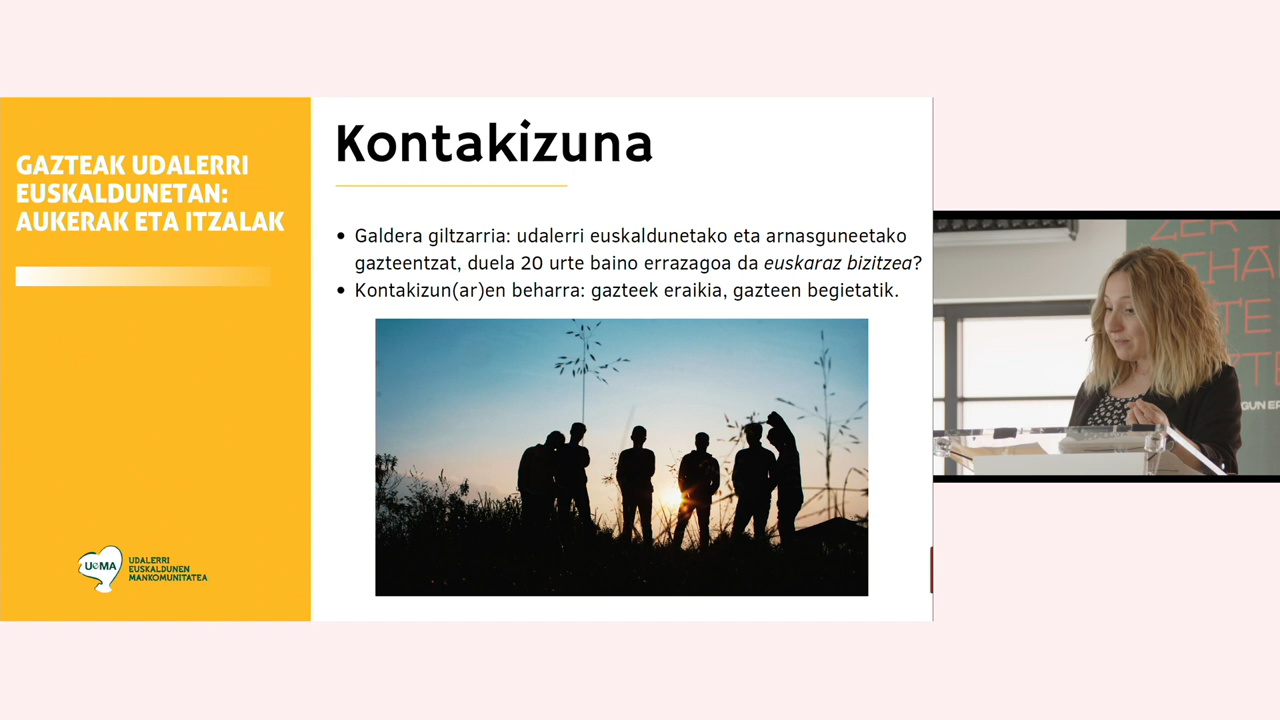 GAZTEAK UDALERRI
EUSKALDUNETAN:
AUKERAK ETA ITZALAK
Kontakizuna
• Galdera giltzarria: udalerri euskaldunetako eta arnasguneetako
gazteentzat, duela 20 urte baino errazagoa da euskaraz bizitzea?
• Kontakizun(ar)en beharra: gazteek eraikia, gazteen begietatik.
UEMA
UDALERRI
EUSKALDUNEN
MANKOMUNITATEA
ZER